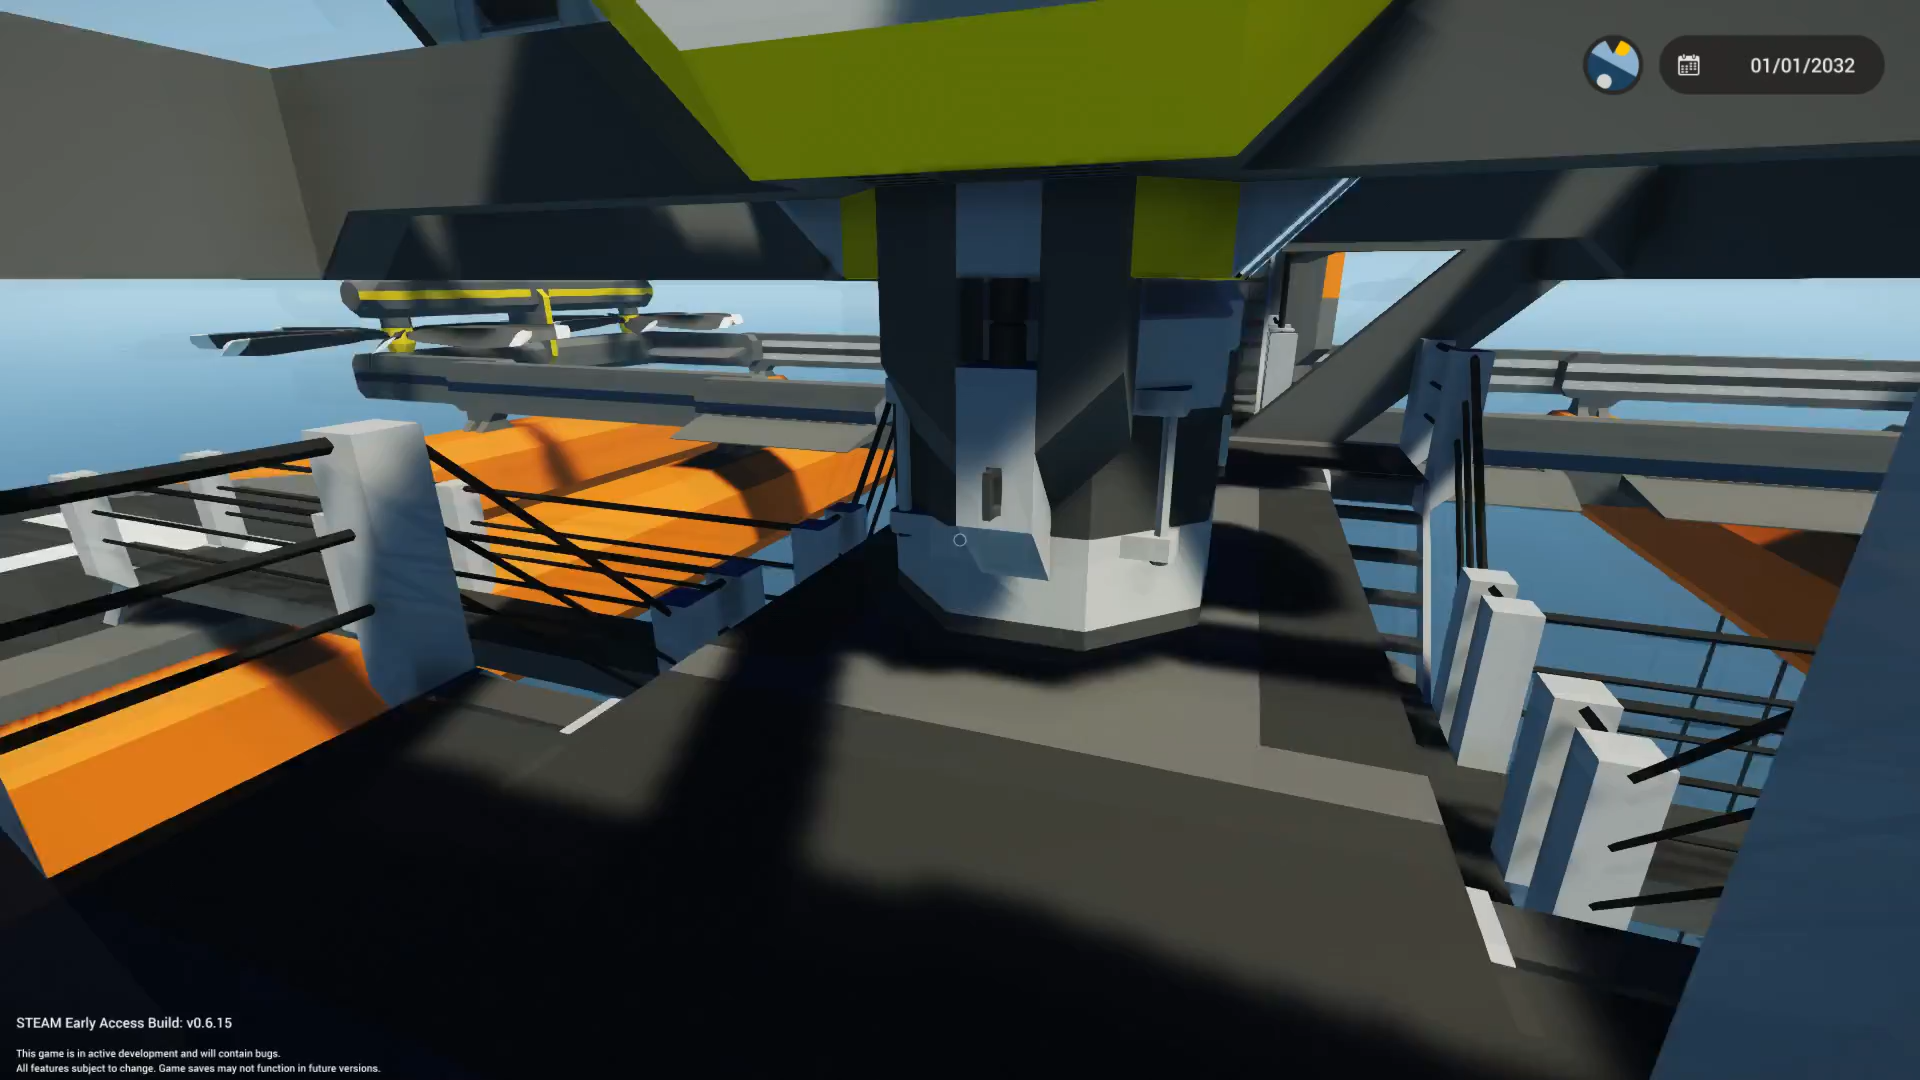 01/01/2032
STEAM Early Access Build: v0.6.15
This game is in active development and will contain bugs.
All features subject to change. Game saves may not function in future versions.